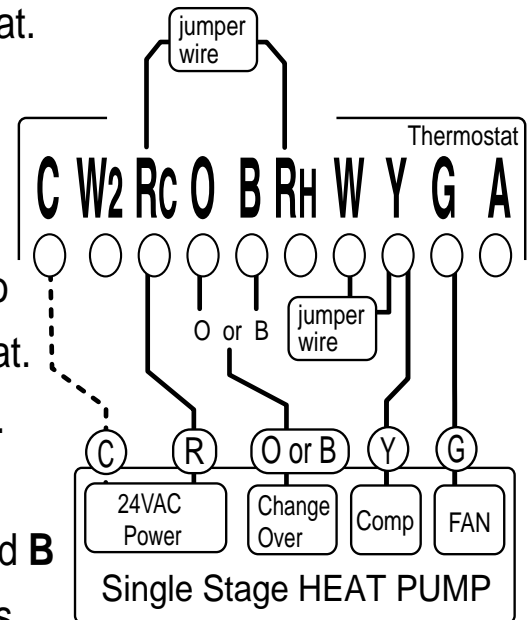 at.
jumper
wire
Thermostat
C W2 RC O B RH W Y G A
o
O or B
jumper
wire
at.
.
C R O or B Y G
24VAC
Power
Change
Over
Comp
FAN
d B
Single Stage HEAT PUMP
s